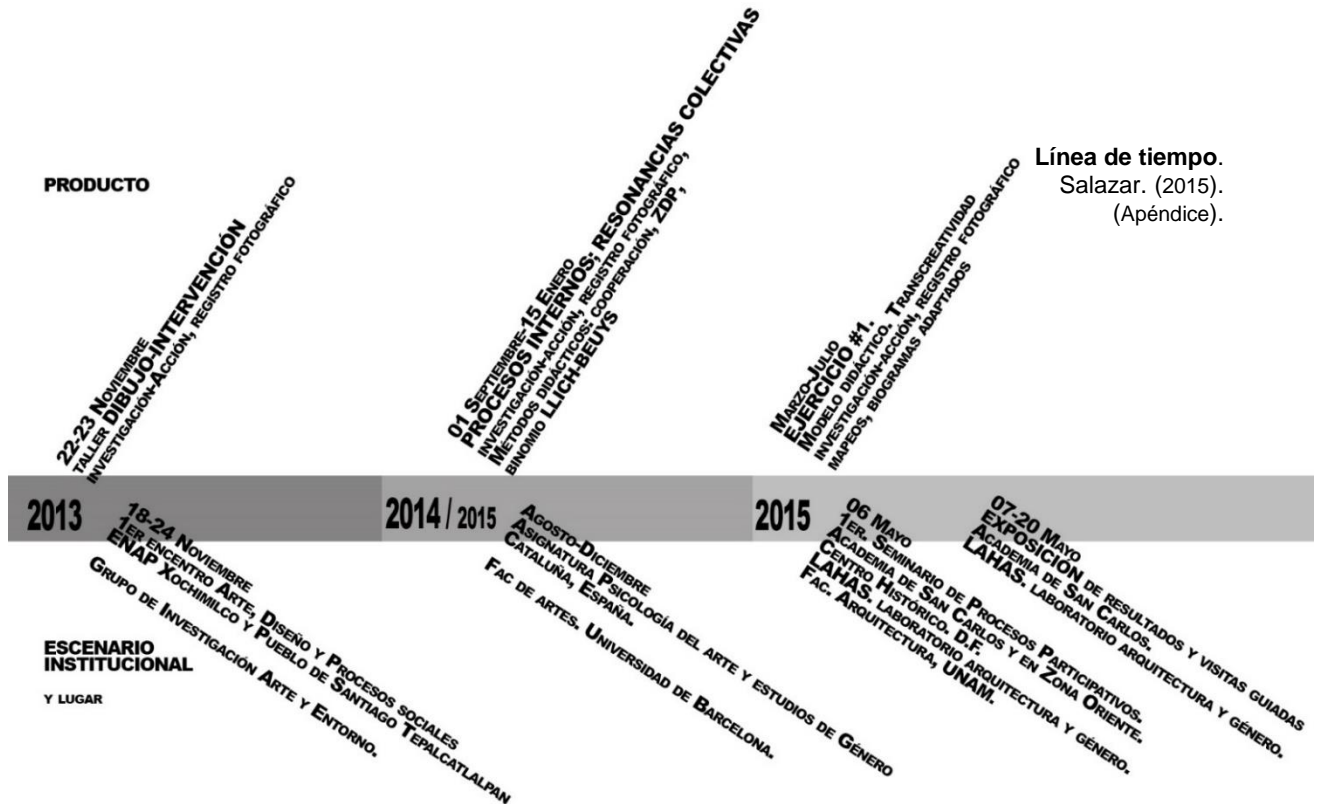 PRODUCTO
22-23 NOVIEMBRE
TALLER DIBUJO-INTERVENCIÓN
INVESTIGACIÓN-ACCIÓN, REGISTRO FOTOGRÁFICO
01 SEPTIEMBRE-15 ENERO
PROCESOS INTERNOS; RESONANCIAS COLECTIVAS
INVESTIGACIÓN-ACCIÓN, REGISTRO FOTOGRÁFICO,
MÉTODOS DIDÁCTICOS: COOPERACIÓN, ZDP,
BINOMIO LLICH-BEUYS
MARZO-JULIO
EJERCICIO #1.
MODELO DIDÁCTICO. TRANSCREATIVIDAD
INVESTIGACIÓN-ACCIÓN, REGISTRO FOTOGRÁFICO
MAPEOS, BIOGRAMAS ADAPTADOS
Línea de tiempo.
Salazar. (2015).
(Apéndice).
2013
2014 / 2015
2015
18-24 NOVIEMBRE
1ER ENCENTRO ARTE, DISEÑO Y PROCESOS SOCIALES
ENAP XOCHIMILCO Y PUEBLO DE SANTIAGO TEPALCATLALPAN
GRUPO DE INVESTIGACIÓN ARTE Y ENTORNO.
AGOSTO-DICIEMBRE
ASIGNATURA PSICOLOGÍA DEL ARTE Y ESTUDIOS DE GÉNERO
CATALUÑA, ESPAÑA.
FAC DE ARTES. UNIVERSIDAD DE BARCELONA.
06 MAYO
1ER. SEMINARIO DE PROCESOS PARTICIPATIVOS.
ACADEMIA DE SAN CARLOS Y EN ZONA ORIENTE.
CENTRO HISTÓRICO. D.F.
LAHAS. LABORATORIO ARQUITECTURA Y GÉNERO.
FAC. ARQUITECTURA, UNAM.
07-20 MAYO
EXPOSICIÓN DE RESULTADOS Y VISITAS GUIADAS
ACADEMIA DE SAN CARLOS.
LAHAS. LABORATORIO ARQUITECTURA Y GÉNERO.
ESCENARIO
INSTITUCIONAL
Y LUGAR